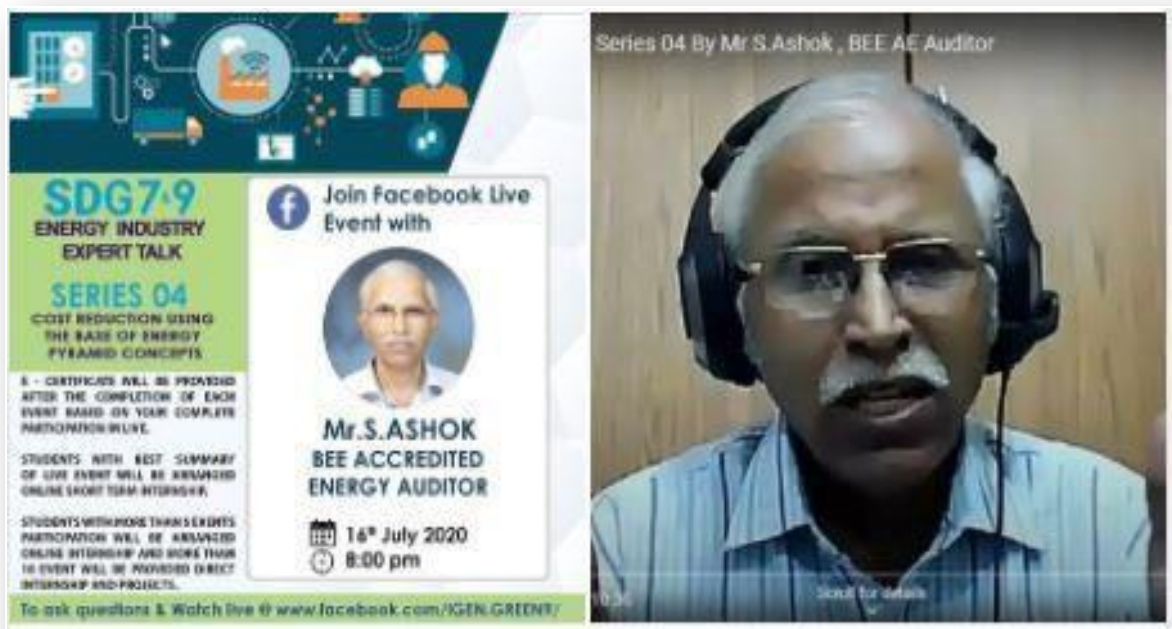 SDG7&9
ENERGY INDUSTRY
EXPERT TALK
SERIES 04
COST REDUCTION USING
THE BASE OF ENERGY
PYRAMID CONCEPTS
E - CERTIFICATE WILL BE PROVIDED
AFTER THE COMPLETION OF EACH
EVENT BASED ON YOUR COMPLETE
PARTICIPATION IN LIVE.
STUDENTS WITH BEST SUMMARY
OF LIVE EVENT WILL BE ARRANGED
ONLINE SHORT TERM INTERNSHIP.
STUDENTS WITH MORE THAN 5 EVENTS
PARTICIPATION WILL BE ARRANGED
ONLINE INTERNSHIP AND MORE THAN
10 EVENT WILL BE PROVIDED DIRECT
INTERNSHIP AND PROJECTS.
f Join Facebook Live
Event with
Mr.S.ASHOK
BEE ACCREDITED
ENERGY AUDITOR
16th July 2020
8:00 pm
To ask questions & Watch live @ www.facebook.com/IGEN.GREEN9/
Series 04 By Mr S.Ashok , BEE AE Auditor
Scroll for details